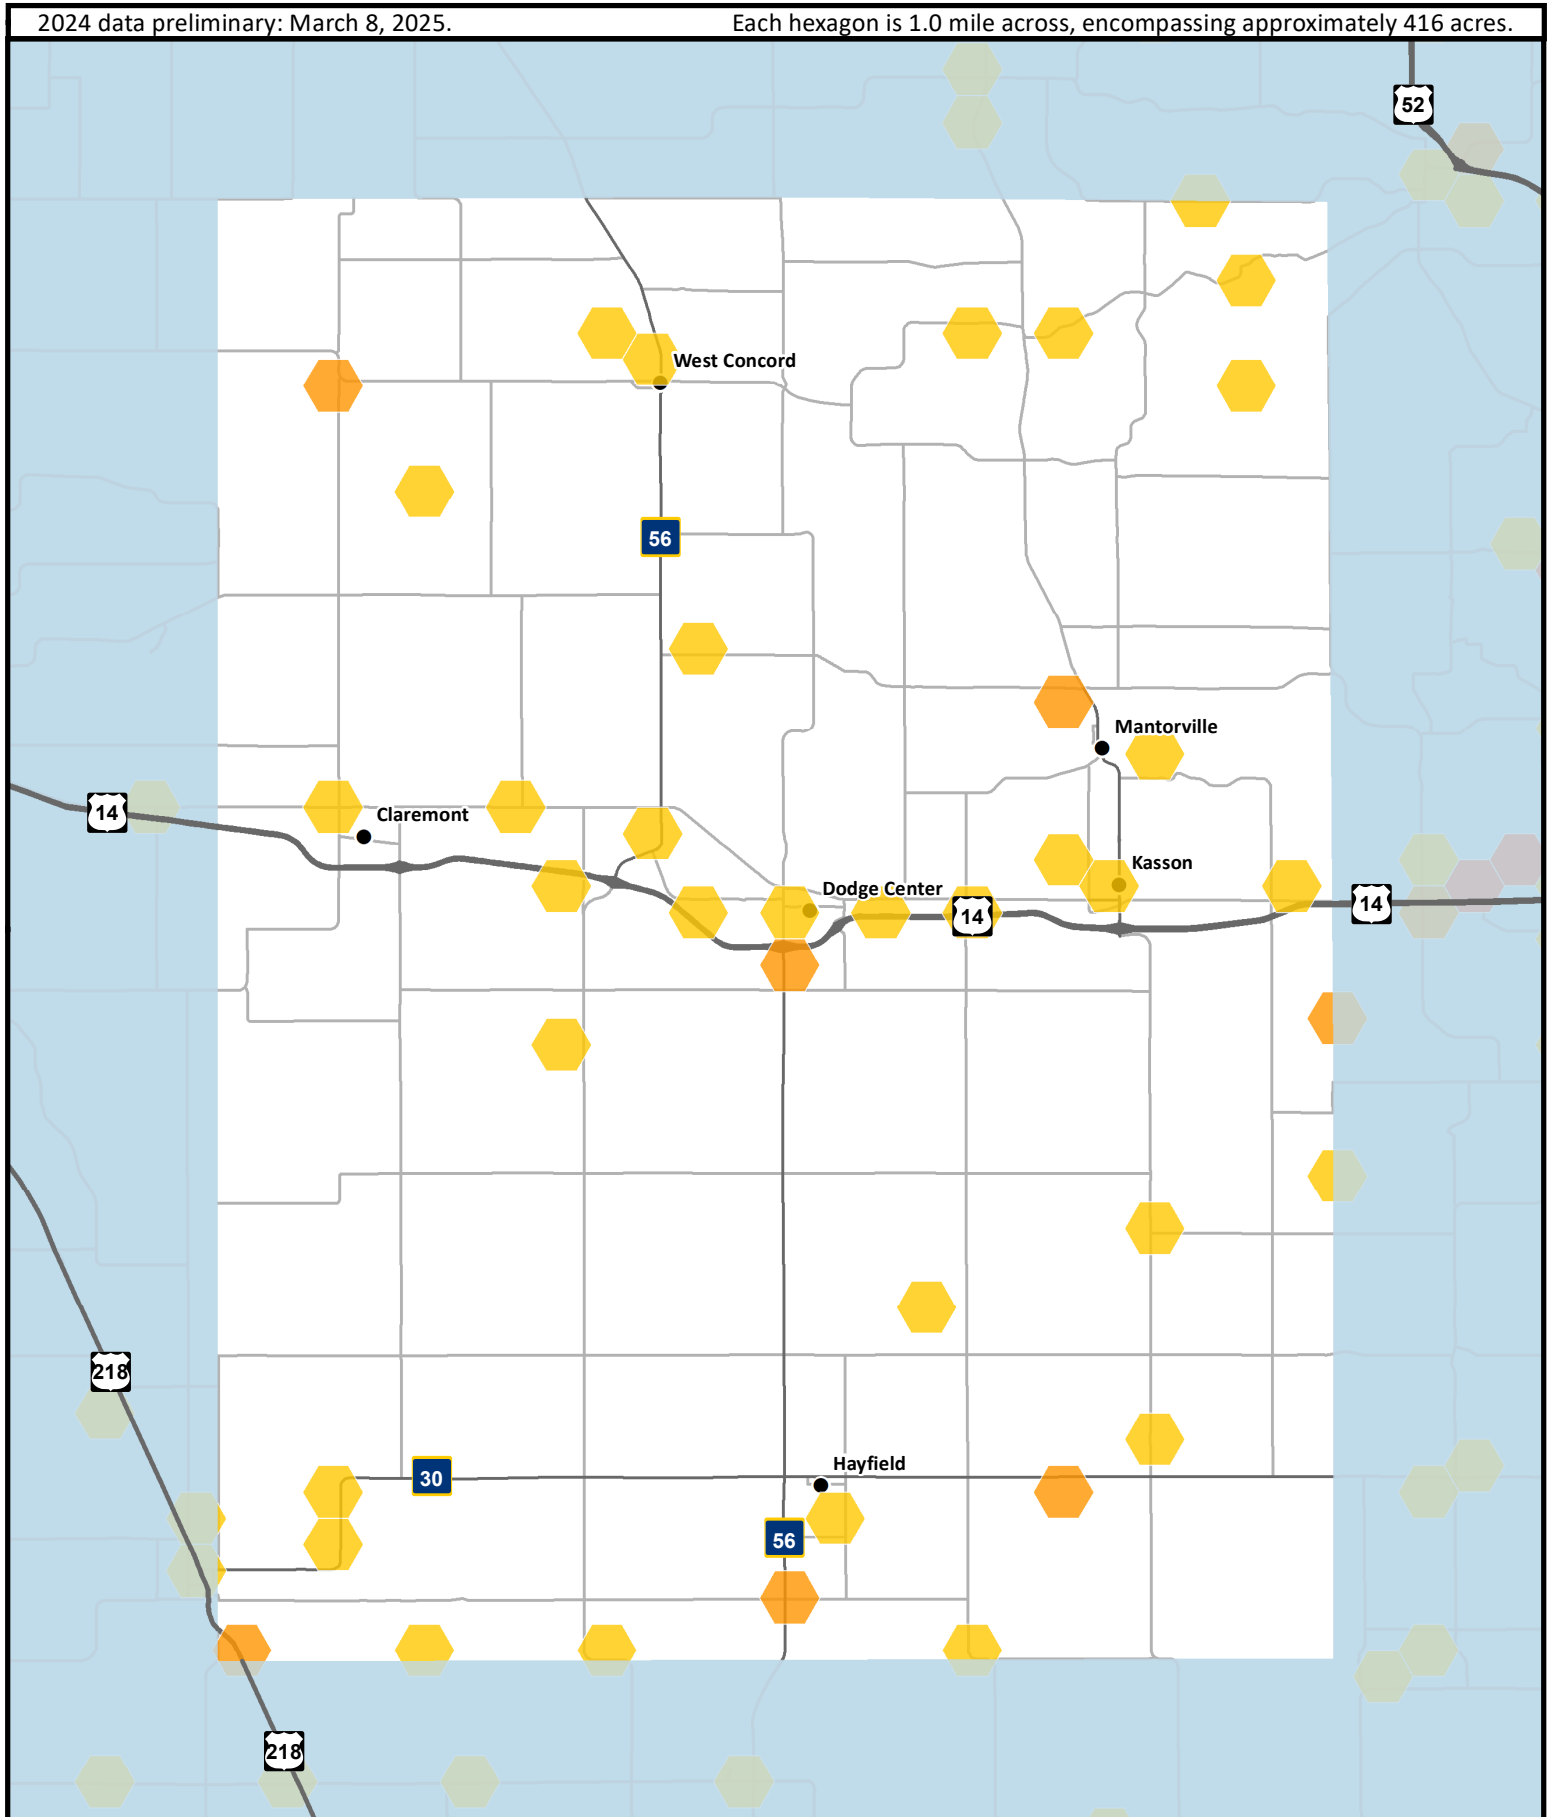 2024 data preliminary: March 8, 2025.
Each hexagon is 1.0 mile across, encompassing approximately 416 acres.
52
West Concord
56
Mantorville
14
Claremont
Kasson
Dodge Center
14
14
218
Hayfield
30
56
218